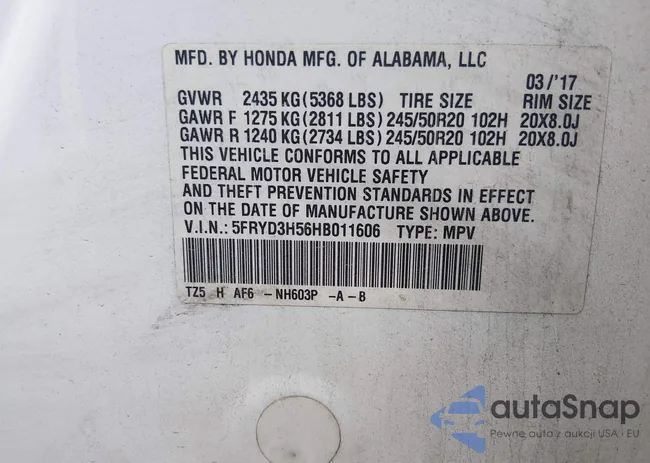 MFD. BY HONDA MFG. OF ALABAMA, LLC
03/'17
GVWR 2435 KG (5368 LBS) TIRE SIZE RIM SIZE
GAWR F 1275 KG (2811 LBS) 245/50R20 102H 20X8.0J
GAWR R 1240 KG (2734 LBS) 245/50R20 102H 20X8.0J
THIS VEHICLE CONFORMS TO ALL APPLICABLE
FEDERAL MOTOR VEHICLE SAFETY
AND THEFT PREVENTION STANDARDS IN EFFECT
ON THE DATE OF MANUFACTURE SHOWN ABOVE.
V.I.N.: 5FRYD3H56HB011606 TYPE: MPV
TZ5 H AF6 -NH603P -A-B
autaSnap
Pewne auto z aukcji USA i EU